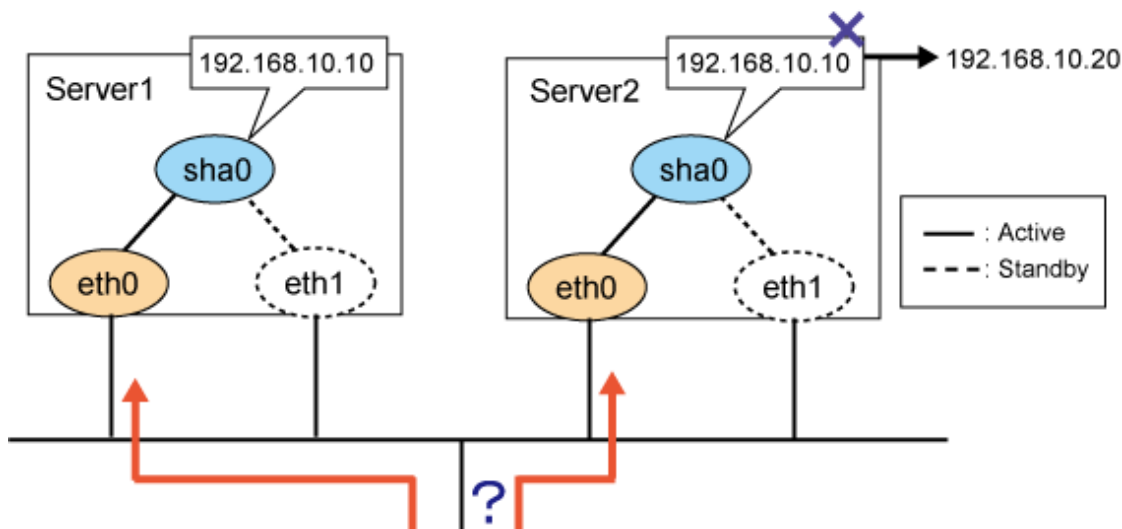 192.168.10.10
192.168.10.10
192.168.10.20
Server1
Server2
sha0
sha0
: Active
: Standby
eth0
eth1
eth0
eth1
?